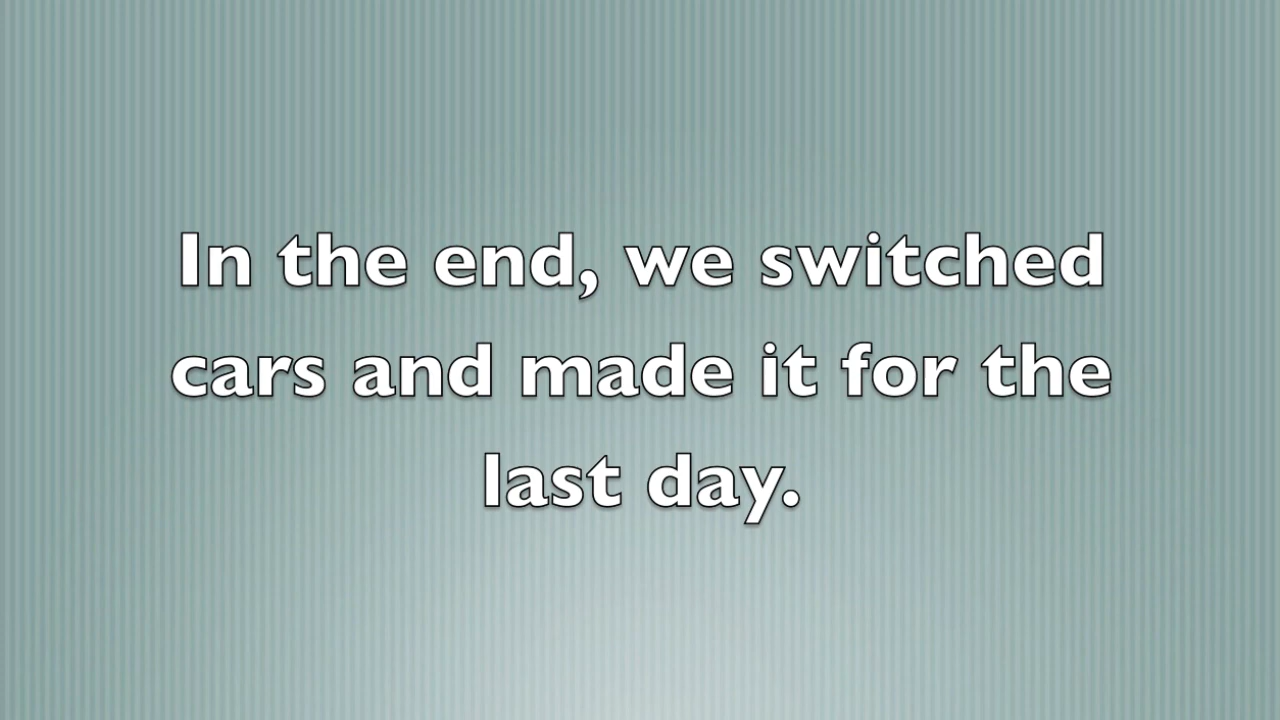 In the end, we switched
cars and made it for the
last day.